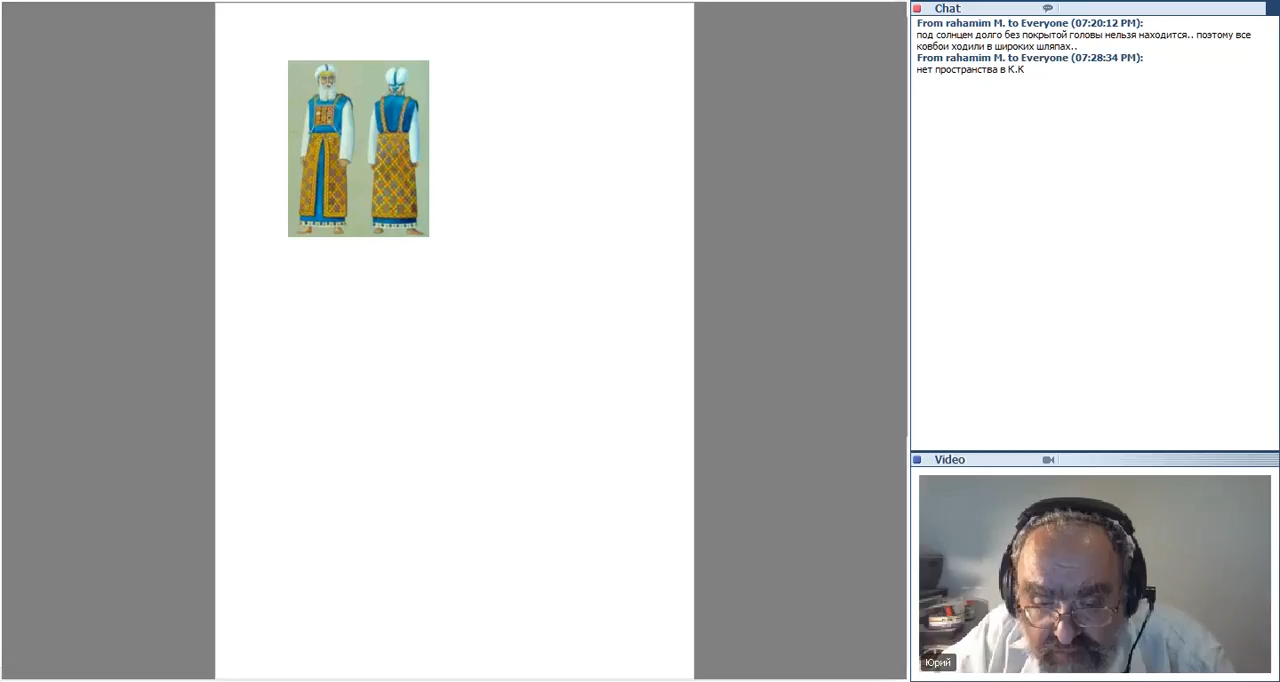 Chat
From rahamim M. to Everyone (07:20:12 PM):
под солнцем долго без покрытой головы нельзя находится.. поэтому все
ковбои ходили в широких шляпах..
From rahamim M. to Everyone (07:28:34 PM):
нет пространства в К.К
Video
Юрий